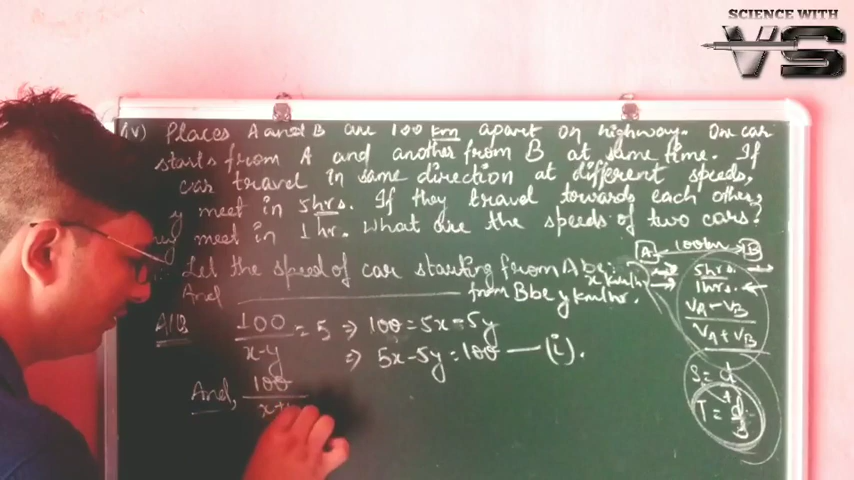 SCIENCE WITH
VS
iv) Places A and B are 100 km apart on highway. One car
starts from A and another from B at same time. If
car travel in same direction at different speeds,
y meet in 5hrs. If they travel towards each other,
ey meet in 1 hr. What are the speeds of two cars?
A 100km B
Let the speed of car starting from A be x km/hr
5hrs.
And from B be y km/hr.
1hrs.
VA - VB
VA + VB
100/x-y = 5 ⇒ 100 = 5x - 5y
⇒ 5x - 5y = 100 — (i).
And, 100/x+
S = d/t
T =